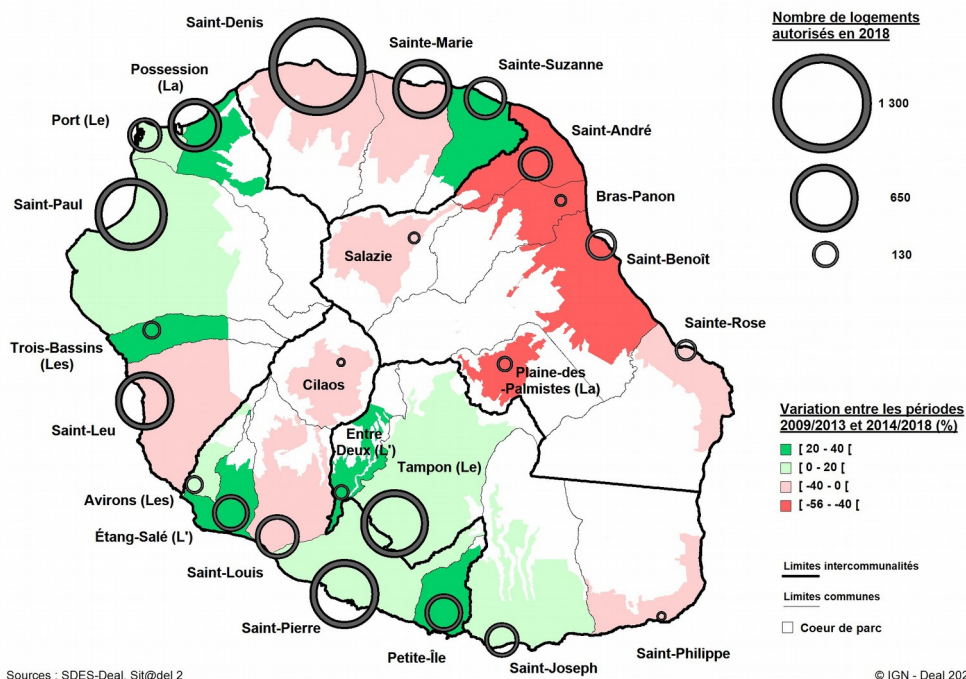 Saint-Denis
Sainte-Marie
Sainte-Suzanne
Possession
(La)
Port (Le)
Saint-André
Bras-Panon
Saint-Paul
Salazie
Saint-Benoît
Sainte-Rose
Trois-Bassins
(Les)
Plaine-des
-Palmistes (La)
Cilaos
Saint-Leu
Entre
Deux (L')
Tampon (Le)
Avirons (Les)
Étang-Salé (L')
Saint-Louis
Saint-Pierre
Petite-Île
Saint-Joseph
Saint-Philippe
Nombre de logements
autorisés en 2018
1 300
650
130
Variation entre les périodes
2009/2013 et 2014/2018 (%)
[ 20 - 40 [
[ 0 - 20 [
[ -40 - 0 [
[ -56 - -40 [
Limites intercommunalités
Limites communes
Coeur de parc
Sources : SDES-Deal, Sit@del 2
© IGN - Deal 202